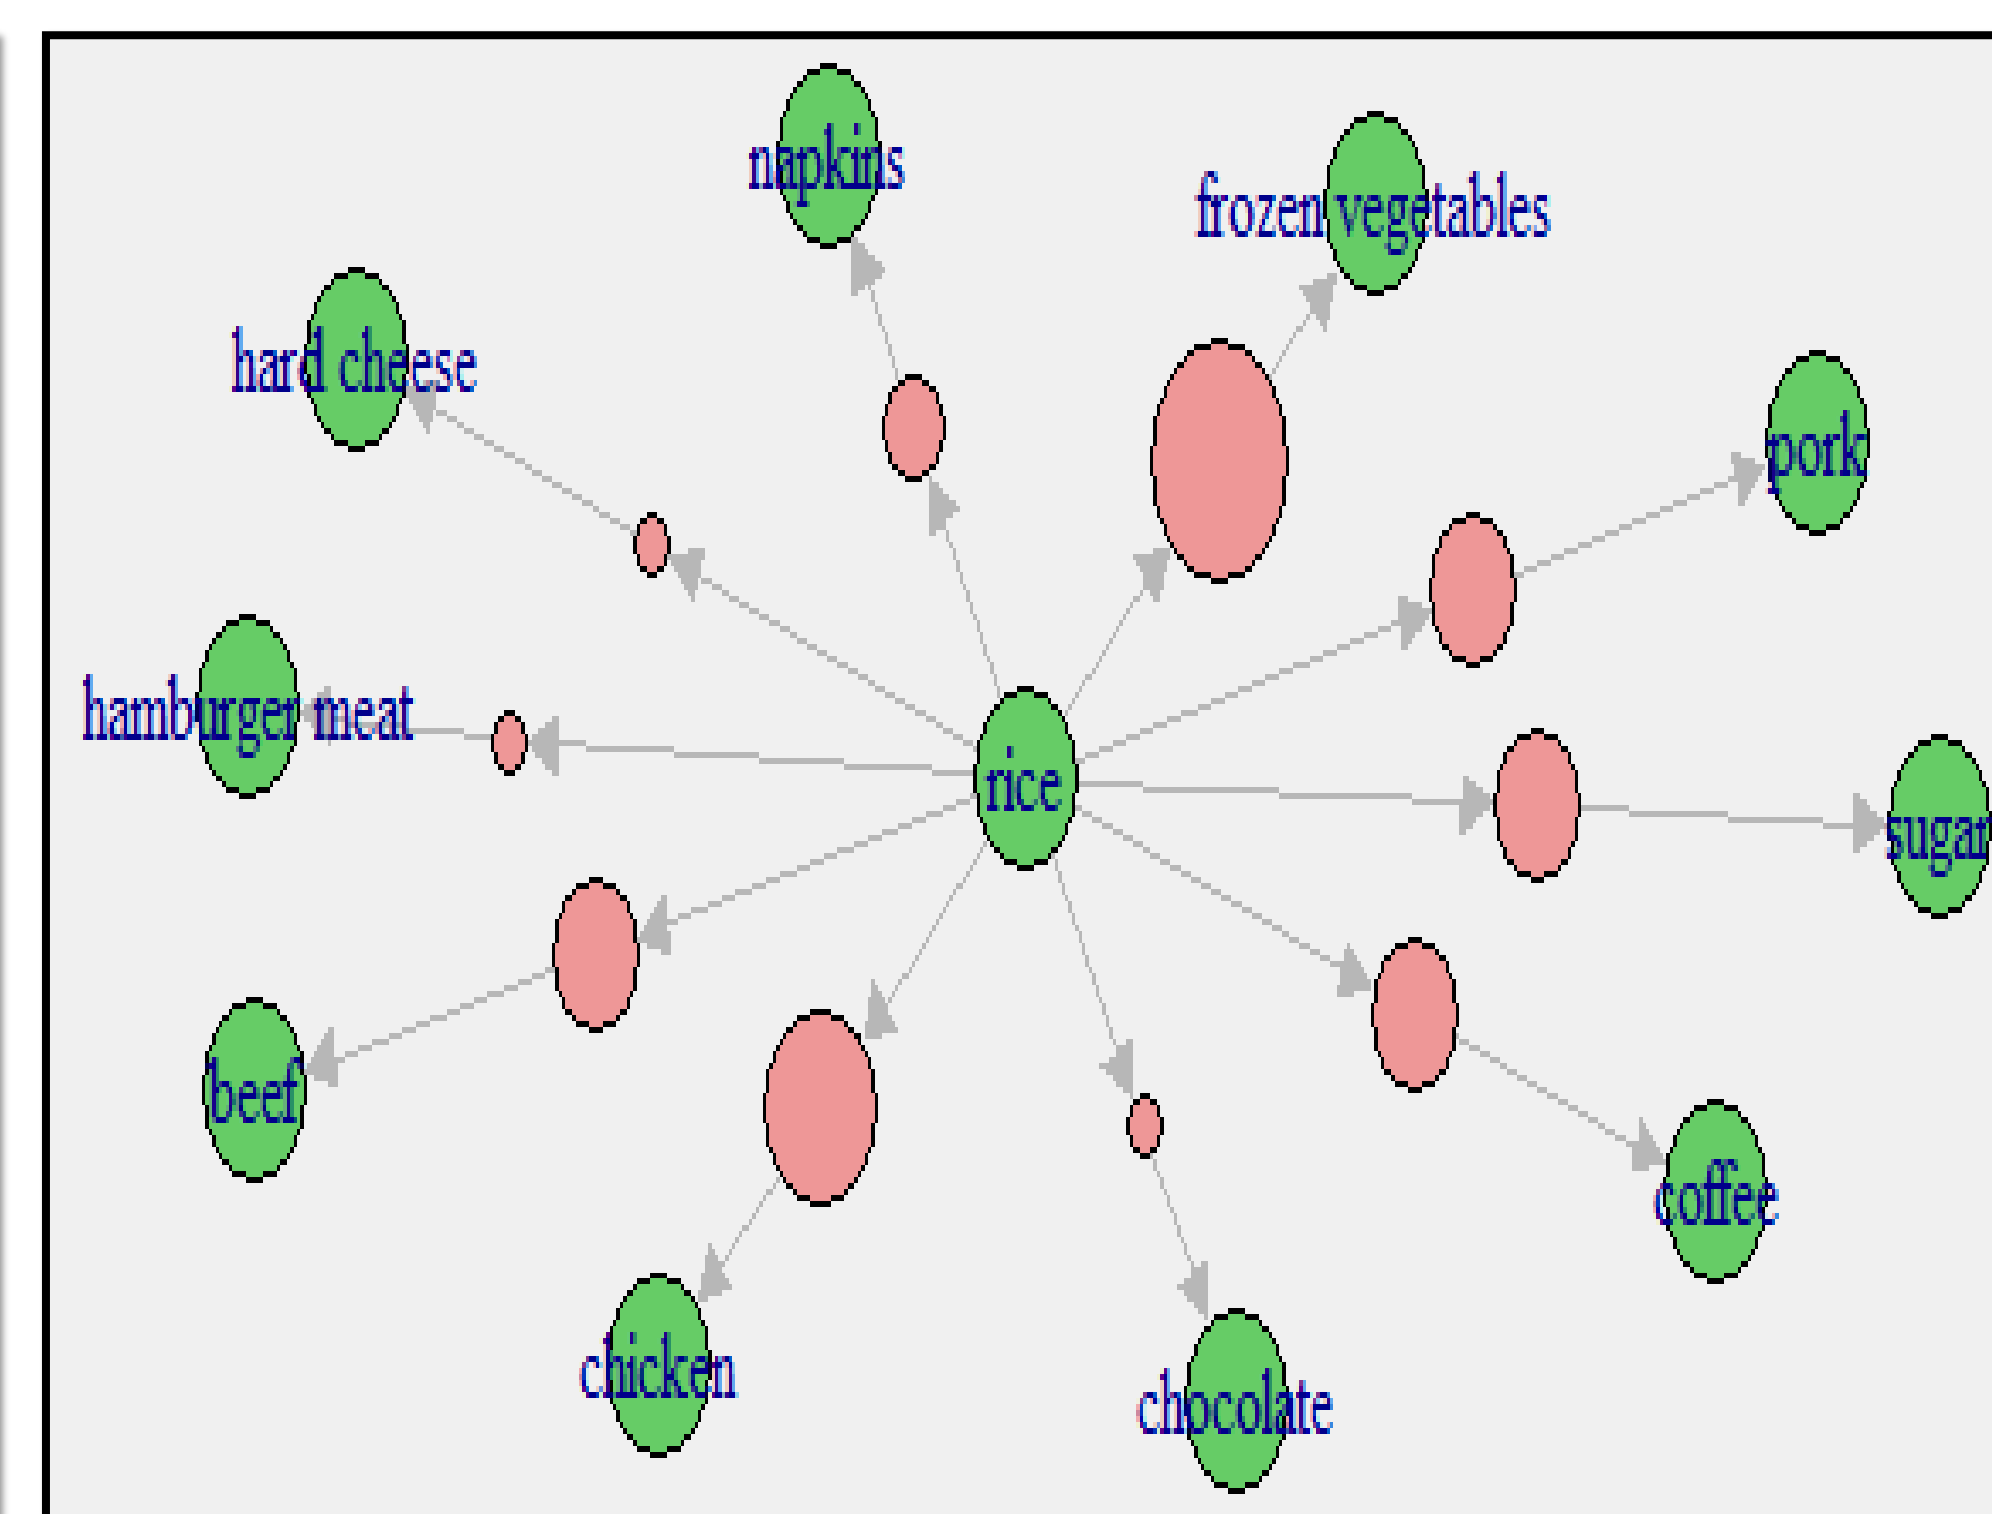 napkins
frozen vegetables
hard cheese
pork
hamburger meat
rice
sugar
beef
coffee
chicken
chocolate